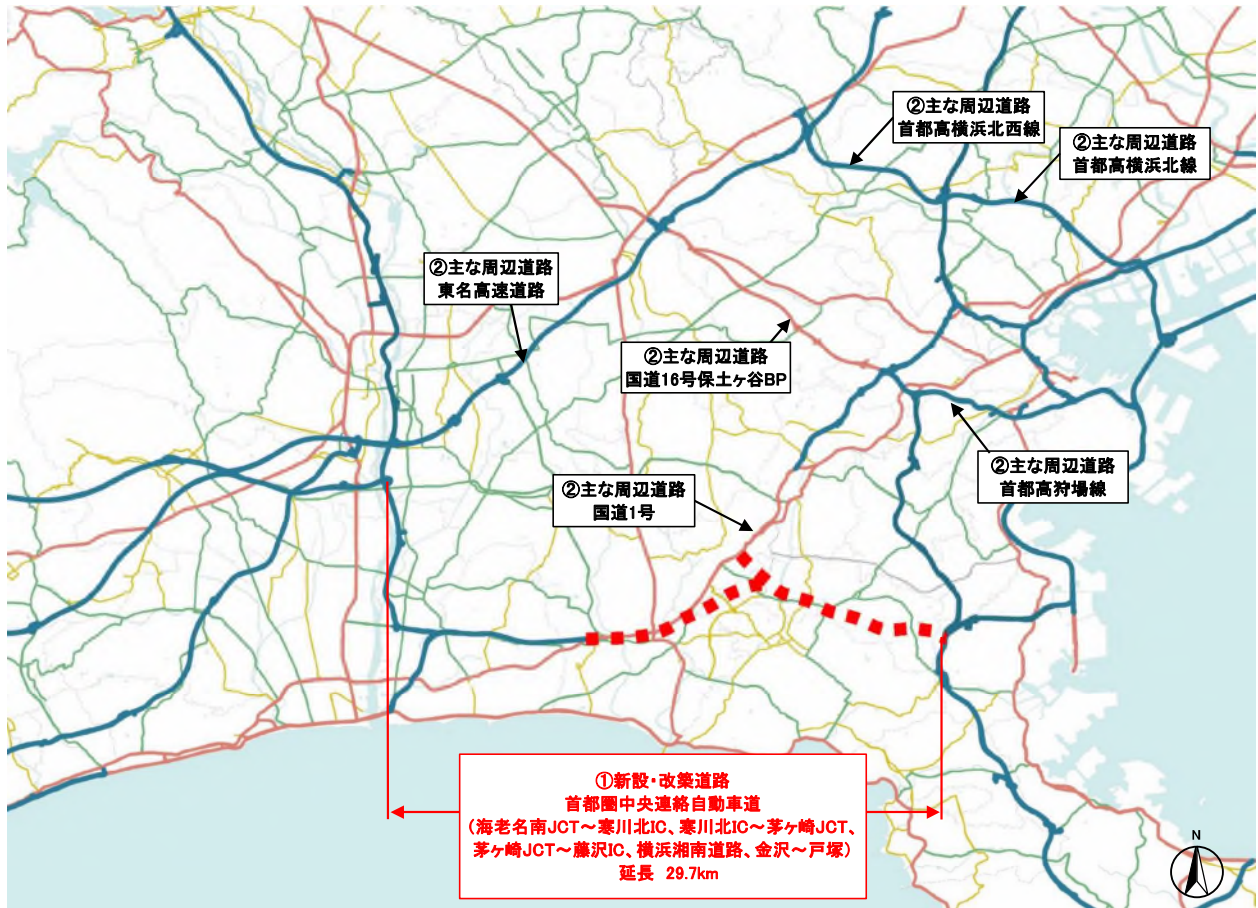 ②主な周辺道路
首都高横浜北西線
②主な周辺道路
首都高横浜北線
②主な周辺道路
東名高速道路
②主な周辺道路
国道16号保土ヶ谷BP
②主な周辺道路
首都高狩場線
②主な周辺道路
国道1号
①新設・改築道路
首都圏中央連絡自動車道
(海老名南JCT～寒川北IC、寒川北IC～茅ヶ崎JCT、
茅ヶ崎JCT～藤沢IC、横浜湘南道路、金沢～戸塚)
延長 29.7km
N